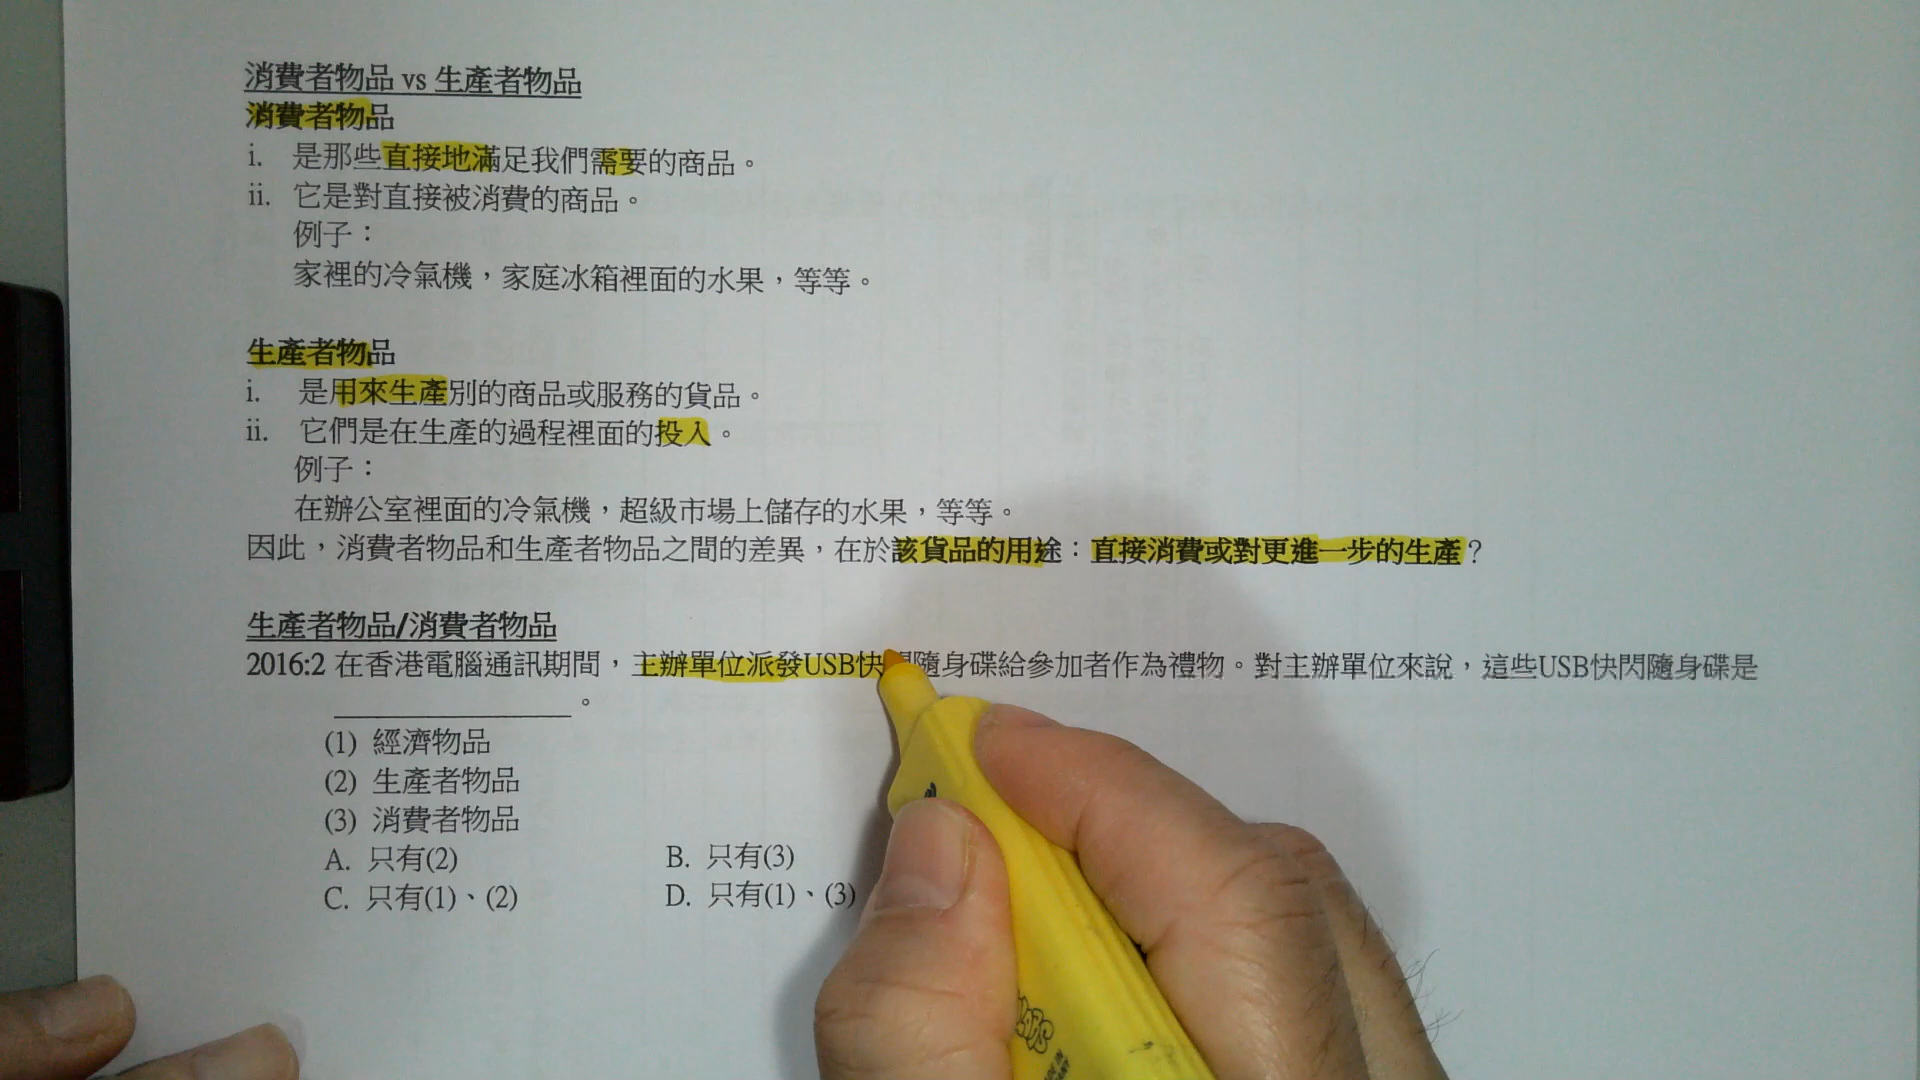 消費者物品 vs 生產者物品
消費者物品
i. 是那些直接地滿足我們需要的商品。
ii. 它是對直接被消費的商品。
例子：
家裡的冷氣機，家庭冰箱裡面的水果，等等。
生產者物品
i. 是用來生產別的商品或服務的貨品。
ii. 它們是在生產的過程裡面的投入。
例子：
在辦公室裡面的冷氣機，超級市場上儲存的水果，等等。
因此，消費者物品和生產者物品之間的差異，在於該貨品的用途：直接消費或對更進一步的生產？
生產者物品/消費者物品
2016:2 在香港電腦通訊期間，主辦單位派發USB快閃隨身碟給參加者作為禮物。對主辦單位來說，這些USB快閃隨身碟是
________________。
(1) 經濟物品
(2) 生產者物品
(3) 消費者物品
A. 只有(2) B. 只有(3)
C. 只有(1)、(2) D. 只有(1)、(3)